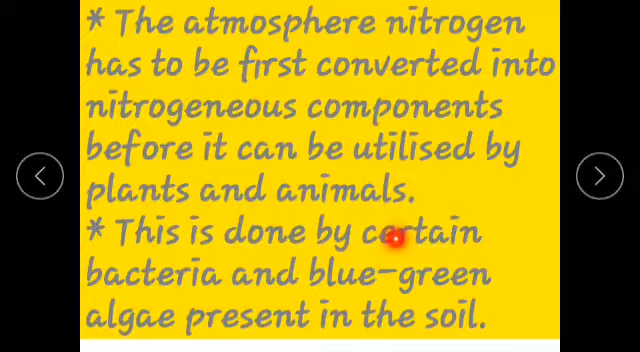 * The atmosphere nitrogen
has to be first converted into
nitrogeneous components
before it can be utilised by
plants and animals.
* This is done by certain
bacteria and blue-green
algae present in the soil.